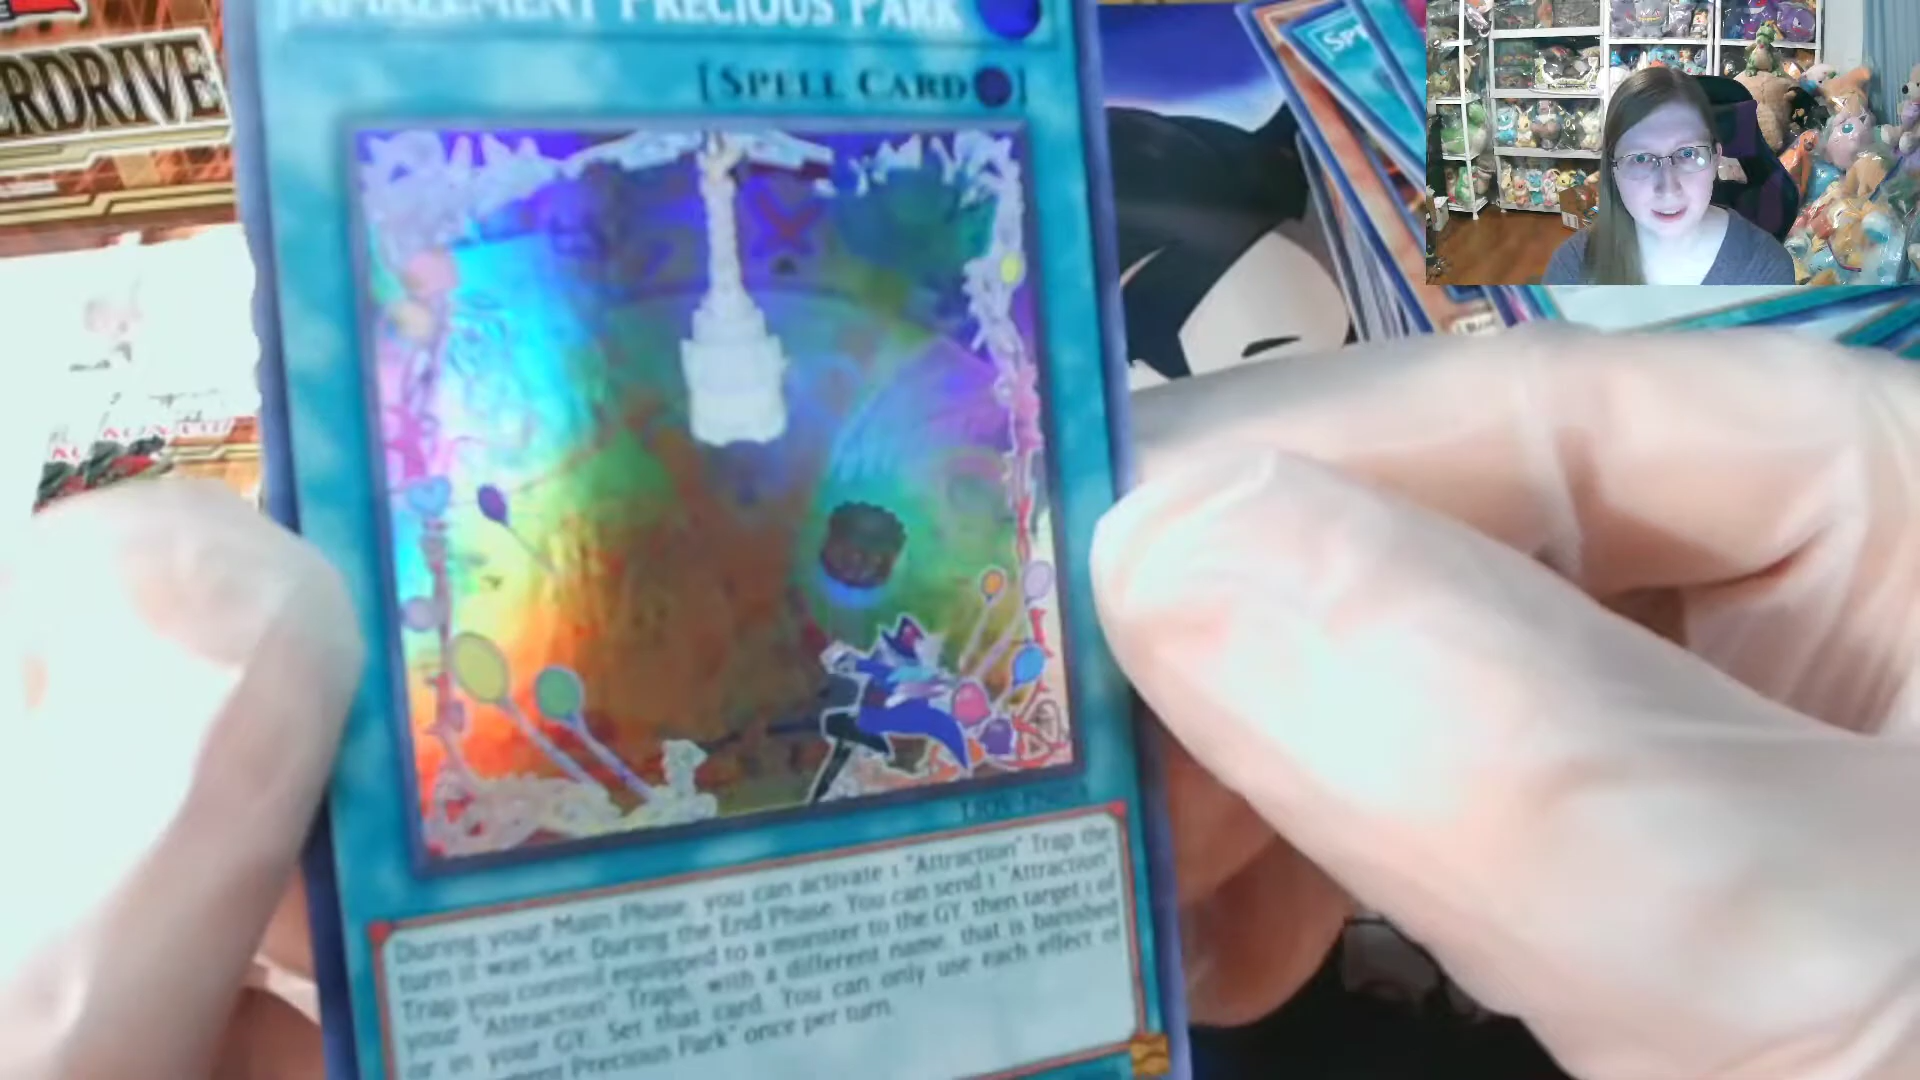 AMAZEMENT PRECIOUS PARK
RDRIVE
[SPELL CARD ]
During your Main Phase, you can activate 1 "Attraction" Trap the
turn it was Set. During the End Phase: You can send 1 "Attraction"
Trap you control equipped to a monster to the GY, then target 1 of
your "Attraction" Traps, with a different name, that is banished
or in your GY; Set that card. You can only use each effect of
ement Precious Park" once per turn.